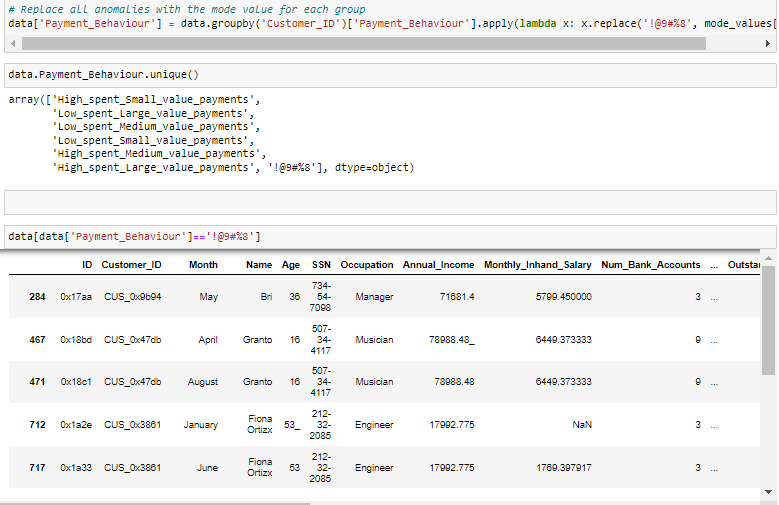 # Replace all anomalies with the mode value for each group
data['Payment_Behaviour'] = data.groupby('Customer_ID')['Payment_Behaviour'].apply(lambda x: x.replace('!@9#%8', mode_values[
data.Payment_Behaviour.unique()
array(['High_spent_Small_value_payments',
'Low_spent_Large_value_payments',
'Low_spent_Medium_value_payments',
'Low_spent_Small_value_payments',
'High_spent_Medium_value_payments',
'High_spent_Large_value_payments', '!@9#%8'], dtype=object)
data[data['Payment_Behaviour']=='!@9#%8']
ID Customer_ID Month Name Age SSN Occupation Annual_Income Monthly_Inhand_Salary Num_Bank_Accounts ... Outstar
284 0x17aa CUS_0x9b94 May Bri 36 734-54-7098 Manager 71681.4 5799.450000 3 ...
467 0x18bd CUS_0x47db April Granto 16 507-34-4117 Musician 78988.48_ 6449.373333 9 ...
471 0x18c1 CUS_0x47db August Granto 16 507-34-4117 Musician 78988.48 6449.373333 9 ...
712 0x1a2e CUS_0x3861 January Fiona Ortizx 53_ 212-32-2085 Engineer 17992.775 NaN 3 ...
717 0x1a33 CUS_0x3861 June Fiona Ortizx 53 212-32-2085 Engineer 17992.775 1769.397917 3 ...